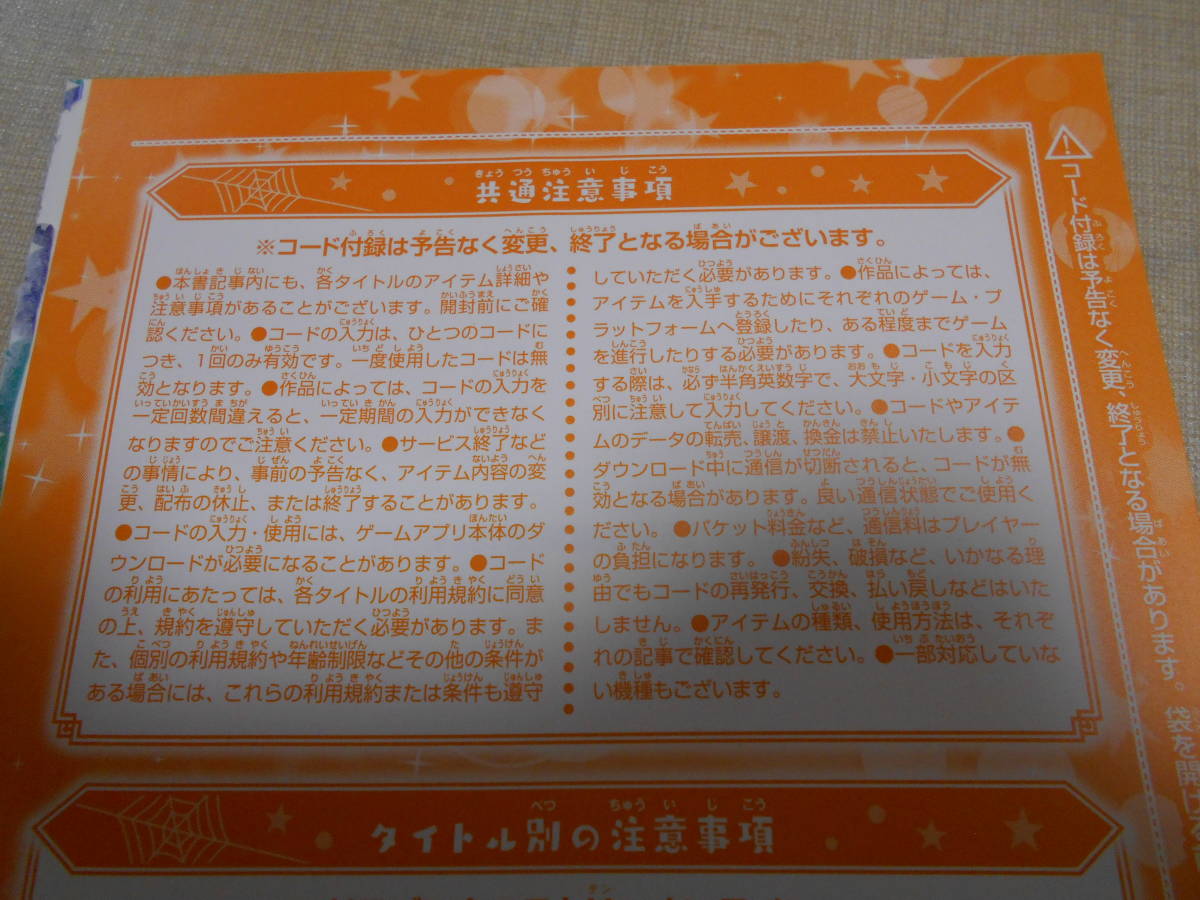 共通注意事項
※コード付録は予告なく変更、終了となる場合がございます。
●本書記事内にも、各タイトルのアイテム詳細や
注意事項があることがございます。開封前にご確
認ください。●コードの入力は、ひとつのコードに
つき、1回のみ有効です。一度使用したコードは無
効となります。●作品によっては、コードの入力を
一定回数間違えると、一定期間の入力ができなく
なりますのでご注意ください。●サービス終了など
の事情により、事前の予告なく、アイテム内容の変
更、配布の休止、または終了することがあります。
●コードの入力・使用には、ゲームアプリ本体のダ
ウンロードが必要になることがあります。●コード
の利用にあたっては、各タイトルの利用規約に同意
の上、規約を遵守していただく必要があります。ま
た、個別の利用規約や年齢制限などその他の条件が
ある場合には、これらの利用規約または条件も遵守
していただく必要があります。●作品によっては、
アイテムを入手するためにそれぞれのゲーム・プ
ラットフォームへ登録したり、ある程度までゲーム
を進行したりする必要があります。●コードを入力
する際は、必ず半角英数字で、大文字・小文字の区
別に注意して入力してください。●コードやアイテ
ムのデータの転売、譲渡、換金は禁止いたします。●
ダウンロード中に通信が切断されると、コードが無
効となる場合があります。良い通信状態でご使用く
ださい。●パケット料金など、通信料はプレイヤー
の負担になります。●紛失、破損など、いかなる理
由でもコードの再発行、交換、払い戻しなどはいた
しません。●アイテムの種類、使用方法は、それぞ
れの記事で確認してください。●一部対応していな
い機種もございます。
タイトル別の注意事項
コード付録は予告なく変更、終了となる場合があります。袋を開ける